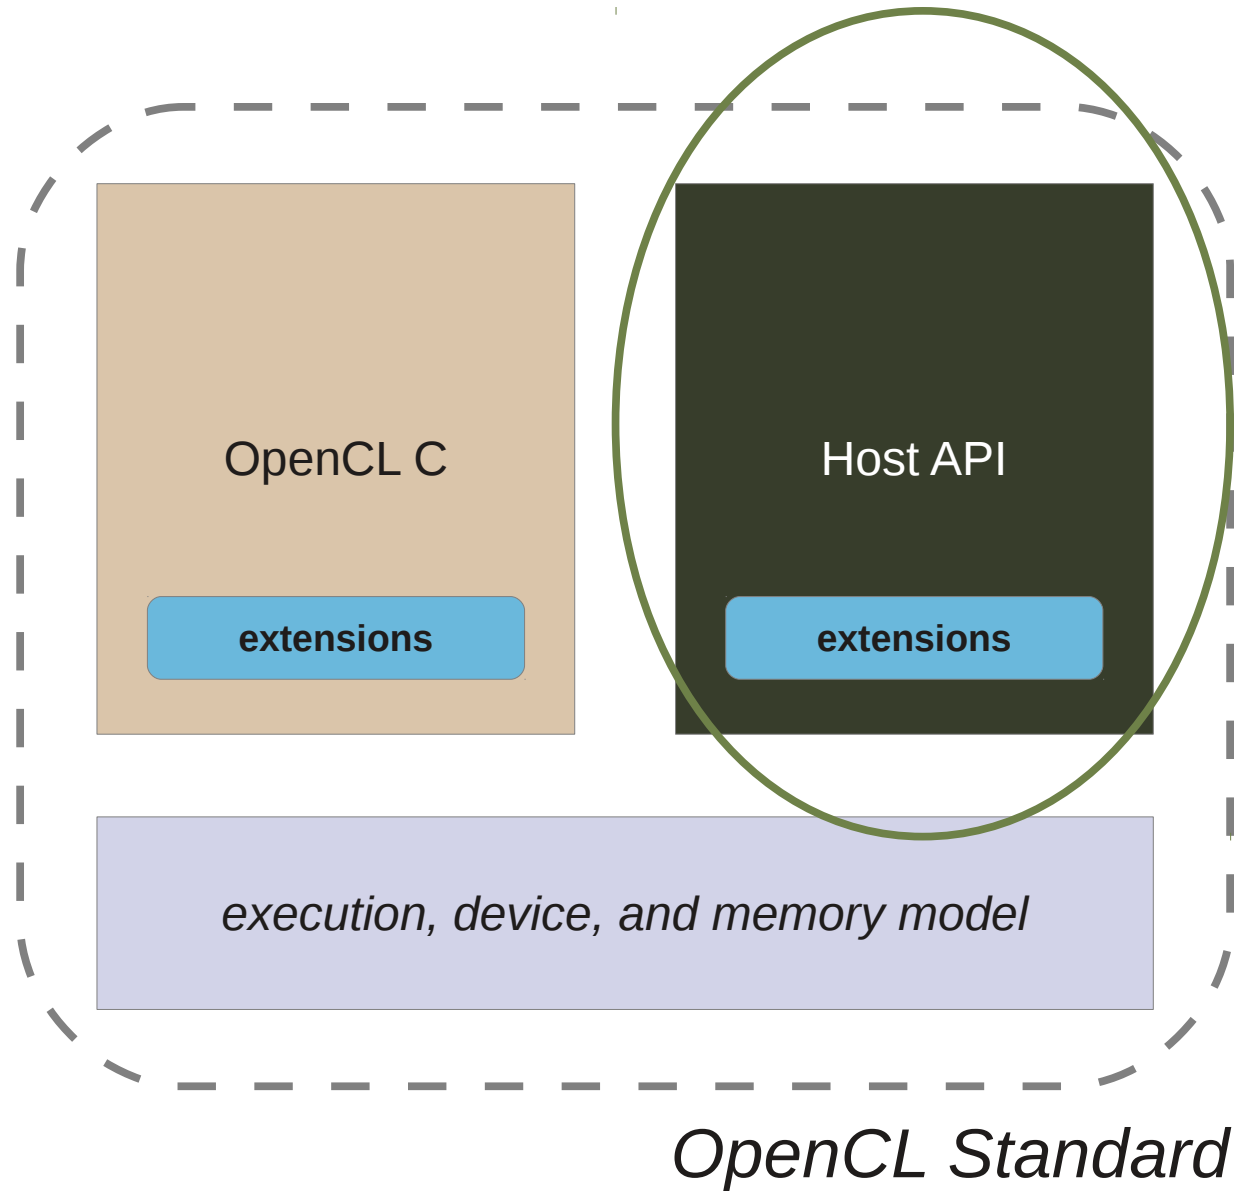 OpenCL C
Host API
extensions
extensions
execution, device, and memory model
OpenCL Standard